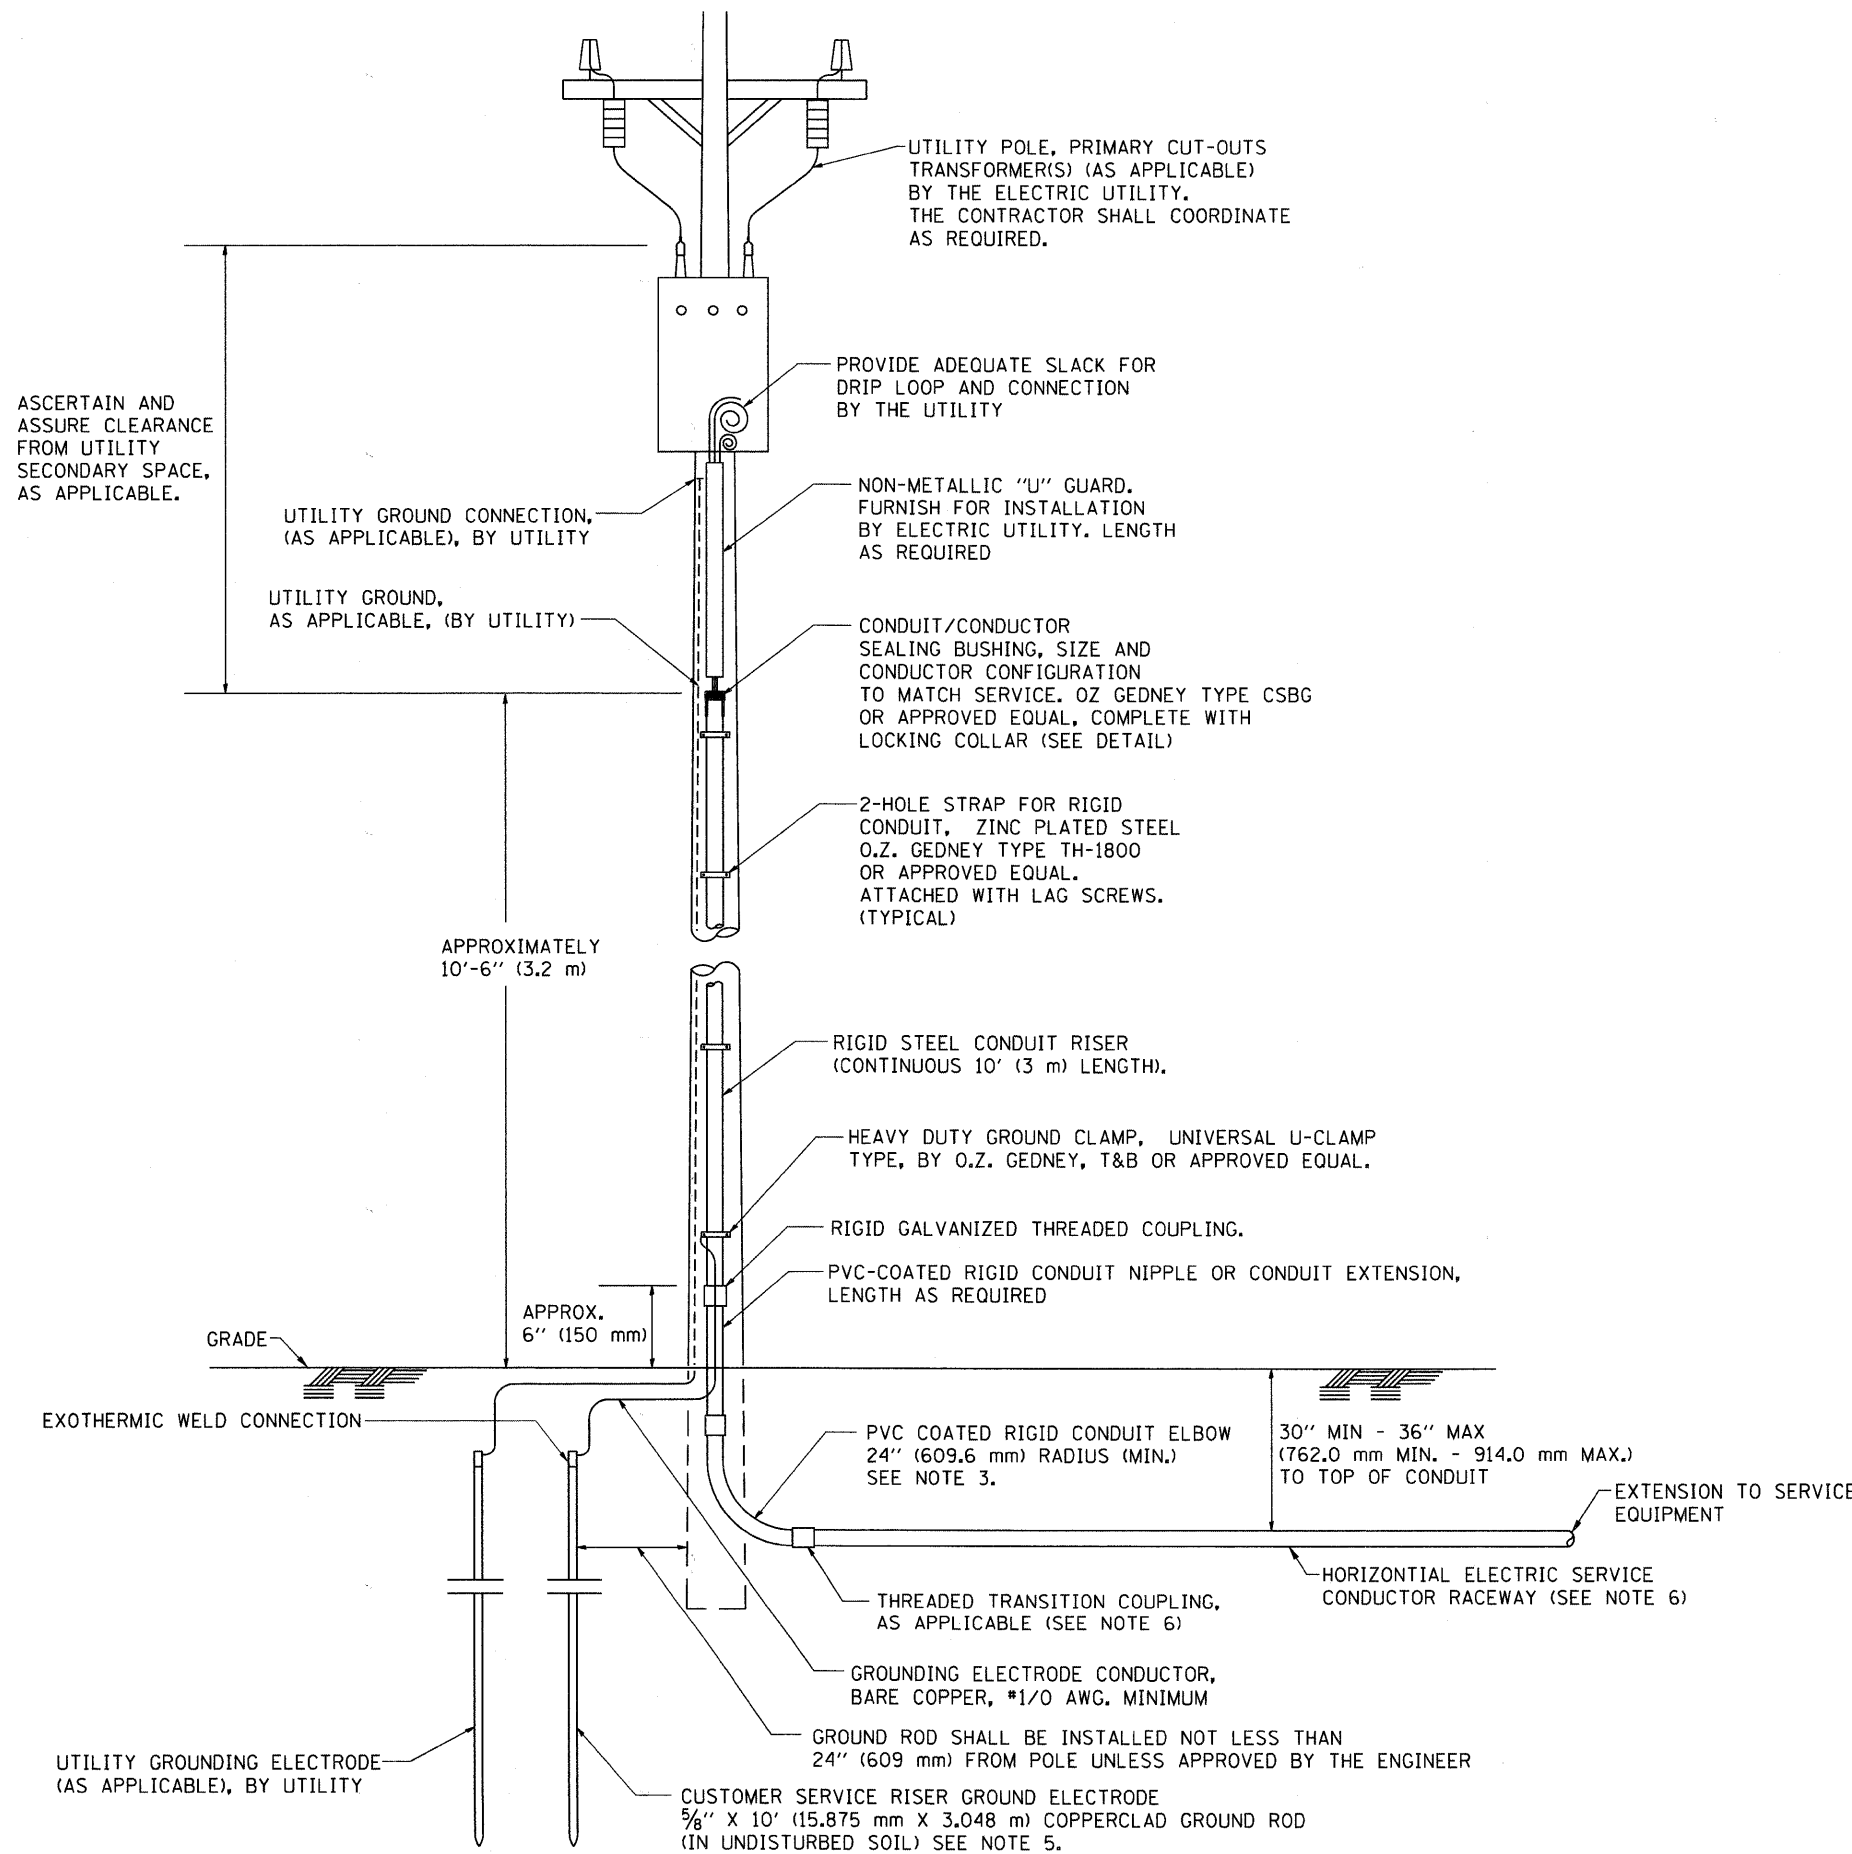 UTILITY POLE, PRIMARY CUT-OUTS
TRANSFORMER(S) (AS APPLICABLE)
BY THE ELECTRIC UTILITY.
THE CONTRACTOR SHALL COORDINATE
AS REQUIRED.
PROVIDE ADEQUATE SLACK FOR
DRIP LOOP AND CONNECTION
BY THE UTILITY
ASCERTAIN AND
ASSURE CLEARANCE
FROM UTILITY
SECONDARY SPACE,
AS APPLICABLE.
NON-METALLIC "U" GUARD.
FURNISH FOR INSTALLATION
BY ELECTRIC UTILITY. LENGTH
AS REQUIRED
UTILITY GROUND CONNECTION,
(AS APPLICABLE), BY UTILITY
UTILITY GROUND,
AS APPLICABLE, (BY UTILITY)
CONDUIT/CONDUCTOR
SEALING BUSHING, SIZE AND
CONDUCTOR CONFIGURATION
TO MATCH SERVICE. OZ GEDNEY TYPE CSBG
OR APPROVED EQUAL, COMPLETE WITH
LOCKING COLLAR (SEE DETAIL)
2-HOLE STRAP FOR RIGID
CONDUIT, ZINC PLATED STEEL
O.Z. GEDNEY TYPE TH-1800
OR APPROVED EQUAL.
ATTACHED WITH LAG SCREWS.
(TYPICAL)
APPROXIMATELY
10'-6" (3.2 m)
RIGID STEEL CONDUIT RISER
(CONTINUOUS 10' (3 m) LENGTH).
HEAVY DUTY GROUND CLAMP, UNIVERSAL U-CLAMP
TYPE, BY O.Z. GEDNEY, T&B OR APPROVED EQUAL.
RIGID GALVANIZED THREADED COUPLING.
PVC-COATED RIGID CONDUIT NIPPLE OR CONDUIT EXTENSION,
LENGTH AS REQUIRED
APPROX.
6" (150 mm)
GRADE
EXOTHERMIC WELD CONNECTION
PVC COATED RIGID CONDUIT ELBOW
24" (609.6 mm) RADIUS (MIN.)
SEE NOTE 3.
30" MIN - 36" MAX
(762.0 mm MIN. - 914.0 mm MAX.)
TO TOP OF CONDUIT
EXTENSION TO SERVICE
EQUIPMENT
HORIZONTIAL ELECTRIC SERVICE
CONDUCTOR RACEWAY (SEE NOTE 6)
THREADED TRANSITION COUPLING,
AS APPLICABLE (SEE NOTE 6)
GROUNDING ELECTRODE CONDUCTOR,
BARE COPPER, #1/0 AWG. MINIMUM
GROUND ROD SHALL BE INSTALLED NOT LESS THAN
24" (609 mm) FROM POLE UNLESS APPROVED BY THE ENGINEER
UTILITY GROUNDING ELECTRODE
(AS APPLICABLE), BY UTILITY
CUSTOMER SERVICE RISER GROUND ELECTRODE
5/8" X 10' (15.875 mm X 3.048 m) COPPERCLAD GROUND ROD
(IN UNDISTURBED SOIL) SEE NOTE 5.